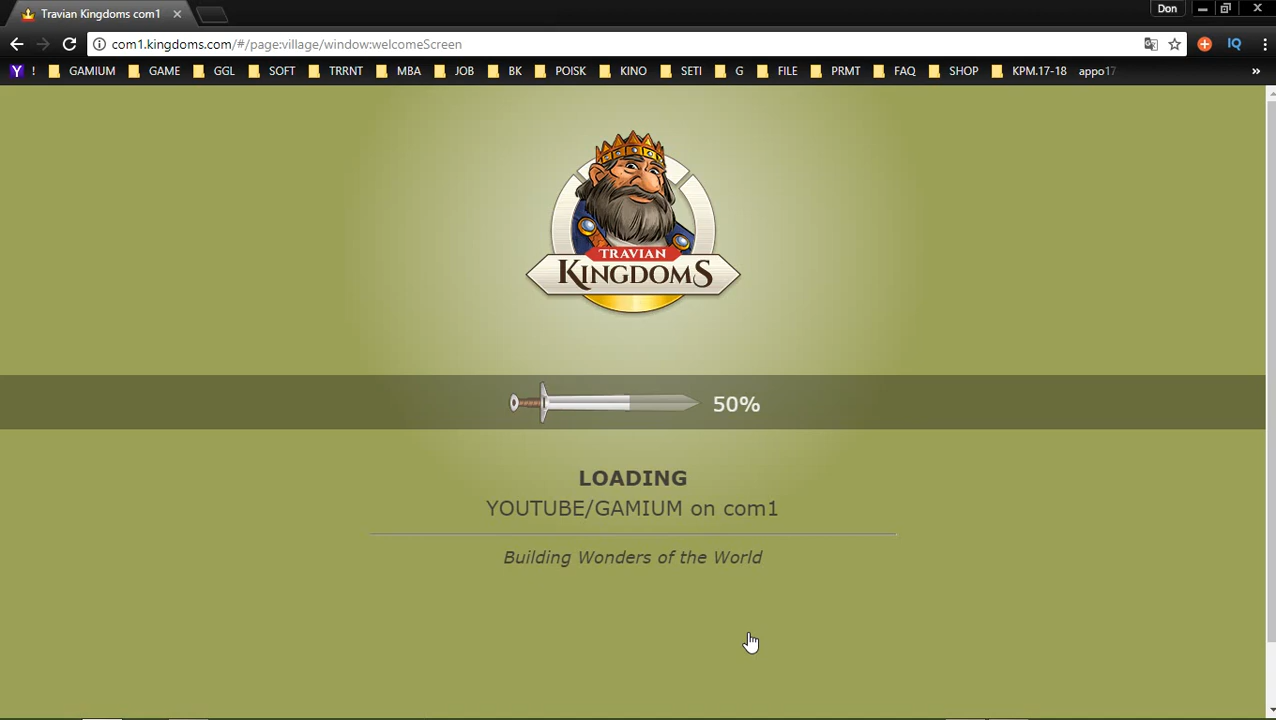 Travian Kingdoms com1
Don
com1.kingdoms.com/#/page:village/window:welcomeScreen
IQ
Y ! GAMIUM GAME GGL SOFT TRRNT MBA JOB BK POISK KINO SETI G FILE PRMT FAQ SHOP KPM.17-18 appo17 »
TRAVIAN
KINGDOMS
50%
LOADING
YOUTUBE/GAMIUM on com1
Building Wonders of the World